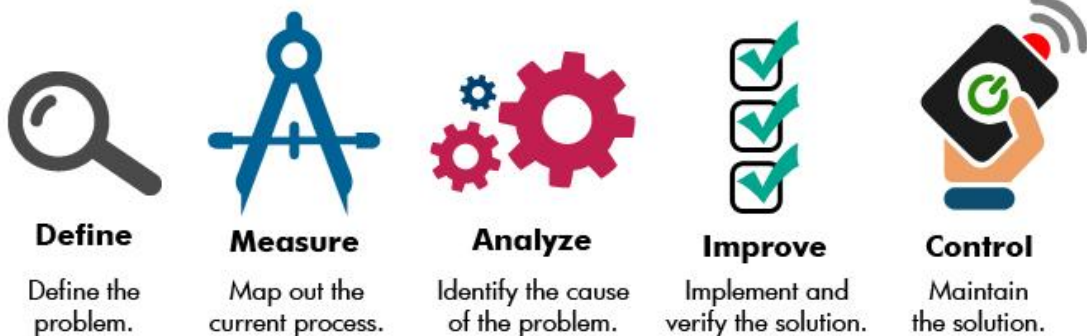 Define
Define the
problem.
Measure
Map out the
current process.
Analyze
Identify the cause
of the problem.
Improve
Implement and
verify the solution.
Control
Maintain
the solution.